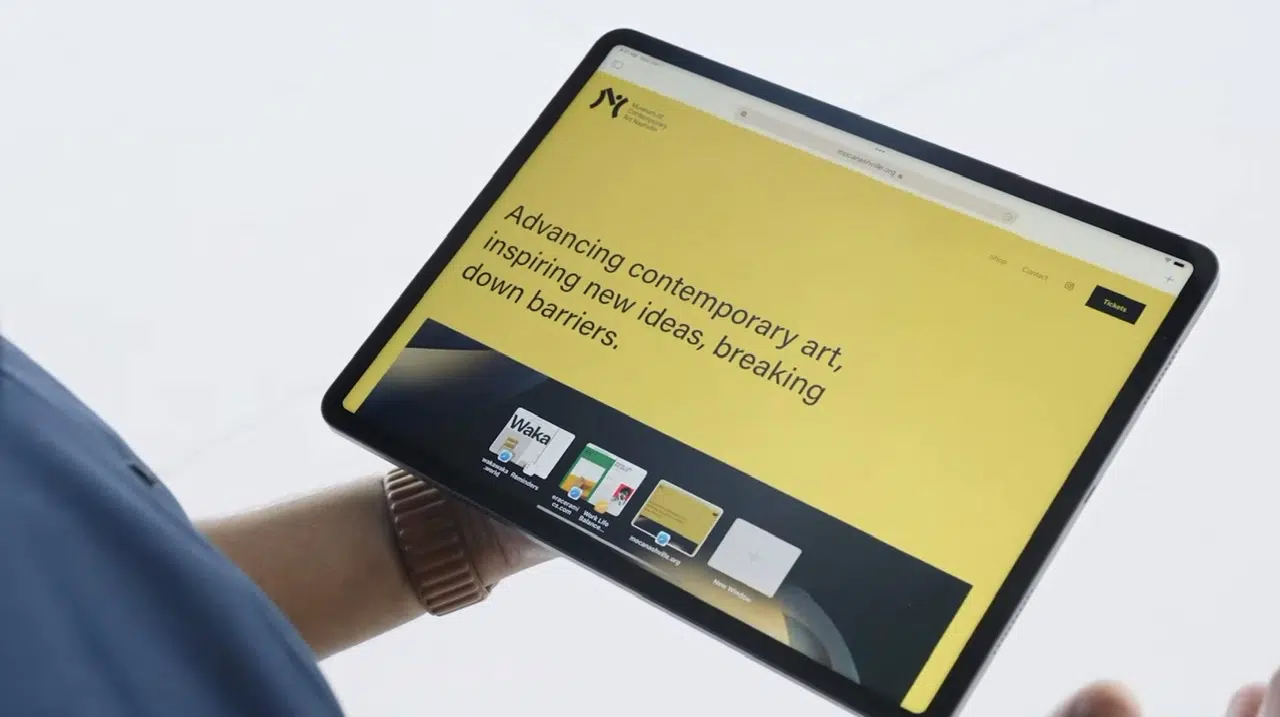 Museum of
Contemporary
Art Nashville
mocanashville.org
Shop
Contact
Tickets
Advancing contemporary art,
inspiring new ideas, breaking
down barriers.
Waka
wakawaka
.world
Reminders
eracerami
cs.com
Work Life
Balance...
mocanashville.org
New Window